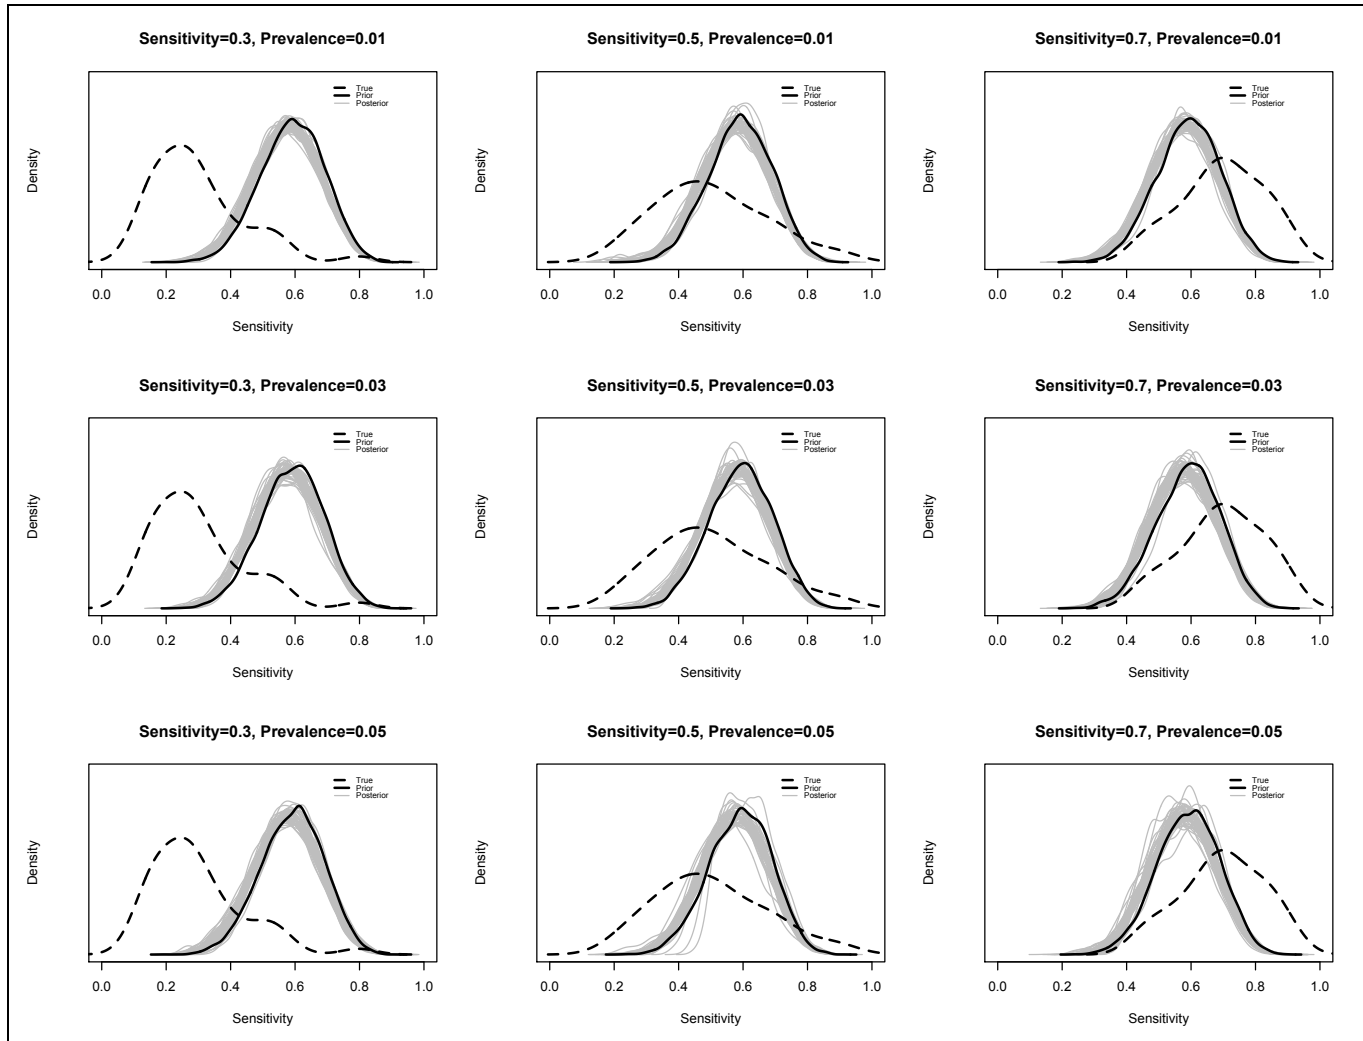 Sensitivity=0.3, Prevalence=0.01
Density
True
Prior
Posterior
0.0 0.2 0.4 0.6 0.8 1.0
Sensitivity
Sensitivity=0.5, Prevalence=0.01
Density
True
Prior
Posterior
0.0 0.2 0.4 0.6 0.8 1.0
Sensitivity
Sensitivity=0.7, Prevalence=0.01
Density
True
Prior
Posterior
0.0 0.2 0.4 0.6 0.8 1.0
Sensitivity
Sensitivity=0.3, Prevalence=0.03
Density
True
Prior
Posterior
0.0 0.2 0.4 0.6 0.8 1.0
Sensitivity
Sensitivity=0.5, Prevalence=0.03
Density
True
Prior
Posterior
0.0 0.2 0.4 0.6 0.8 1.0
Sensitivity
Sensitivity=0.7, Prevalence=0.03
Density
True
Prior
Posterior
0.0 0.2 0.4 0.6 0.8 1.0
Sensitivity
Sensitivity=0.3, Prevalence=0.05
Density
True
Prior
Posterior
0.0 0.2 0.4 0.6 0.8 1.0
Sensitivity
Sensitivity=0.5, Prevalence=0.05
Density
True
Prior
Posterior
0.0 0.2 0.4 0.6 0.8 1.0
Sensitivity
Sensitivity=0.7, Prevalence=0.05
Density
True
Prior
Posterior
0.0 0.2 0.4 0.6 0.8 1.0
Sensitivity